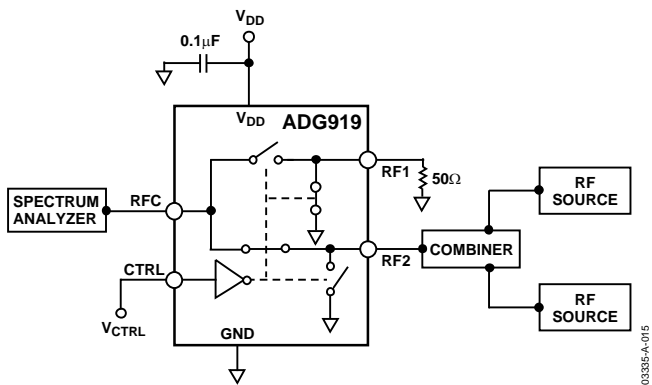 VDD
0.1µF
VDD
ADG919
RF1
50Ω
RF
SOURCE
SPECTRUM
ANALYZER
RFC
COMBINER
RF2
CTRL
RF
SOURCE
VCTRL
GND
03335-A-015